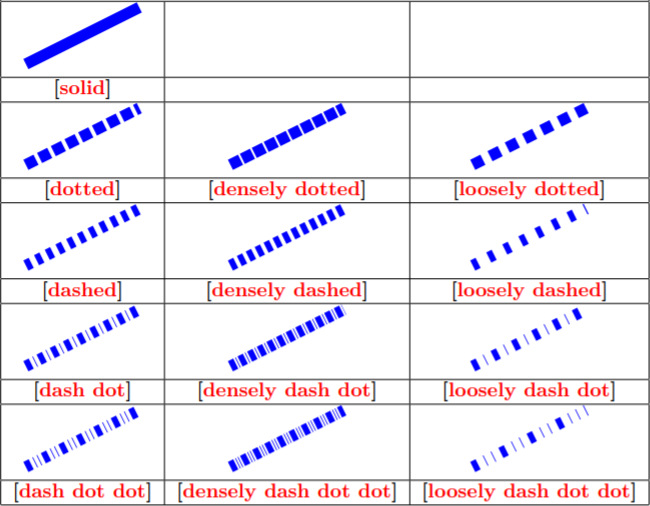 [solid]
[dotted] [densely dotted] [loosely dotted]
[dashed] [densely dashed] [loosely dashed]
[dash dot] [densely dash dot] [loosely dash dot]
[dash dot dot] [densely dash dot dot] [loosely dash dot dot]